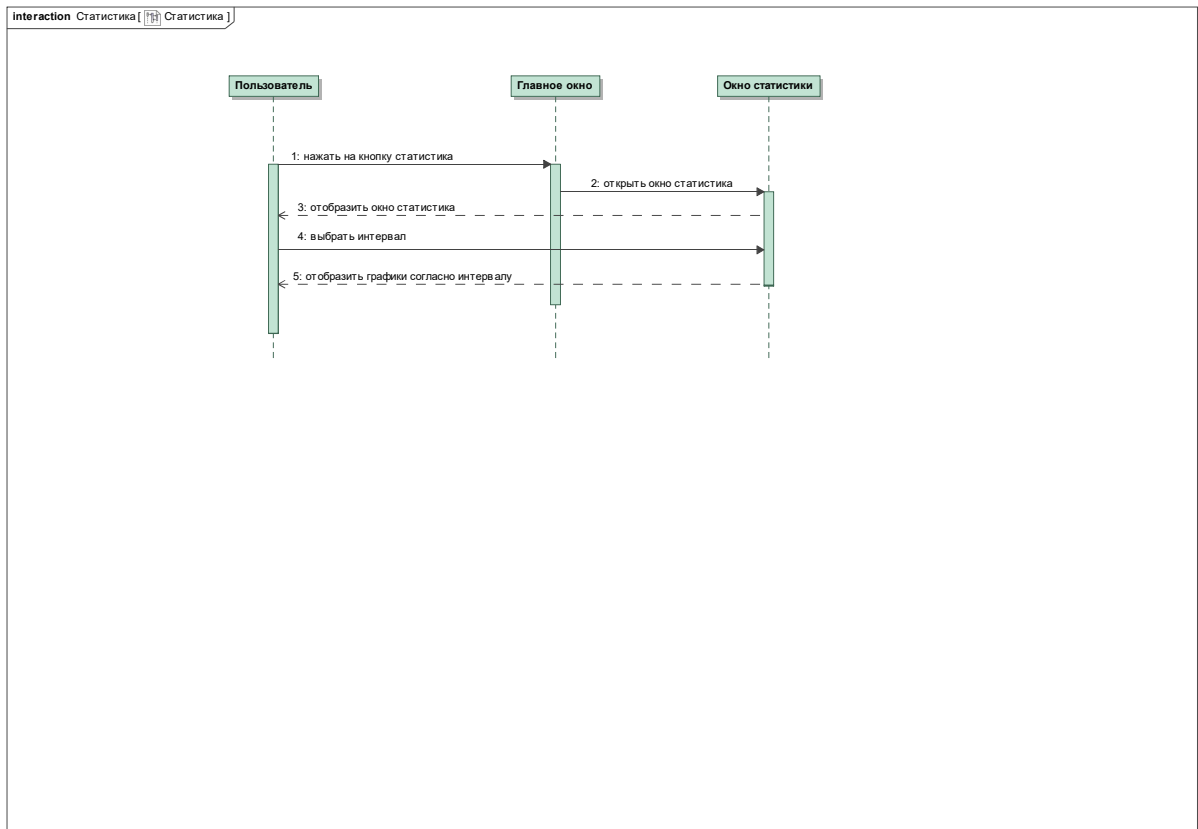 interaction Статистика [ Статистика ]
Пользователь
Главное окно
Окно статистики
1: нажать на кнопку статистика
2: открыть окно статистика
3: отобразить окно статистика
4: выбрать интервал
5: отобразить графики согласно интервалу